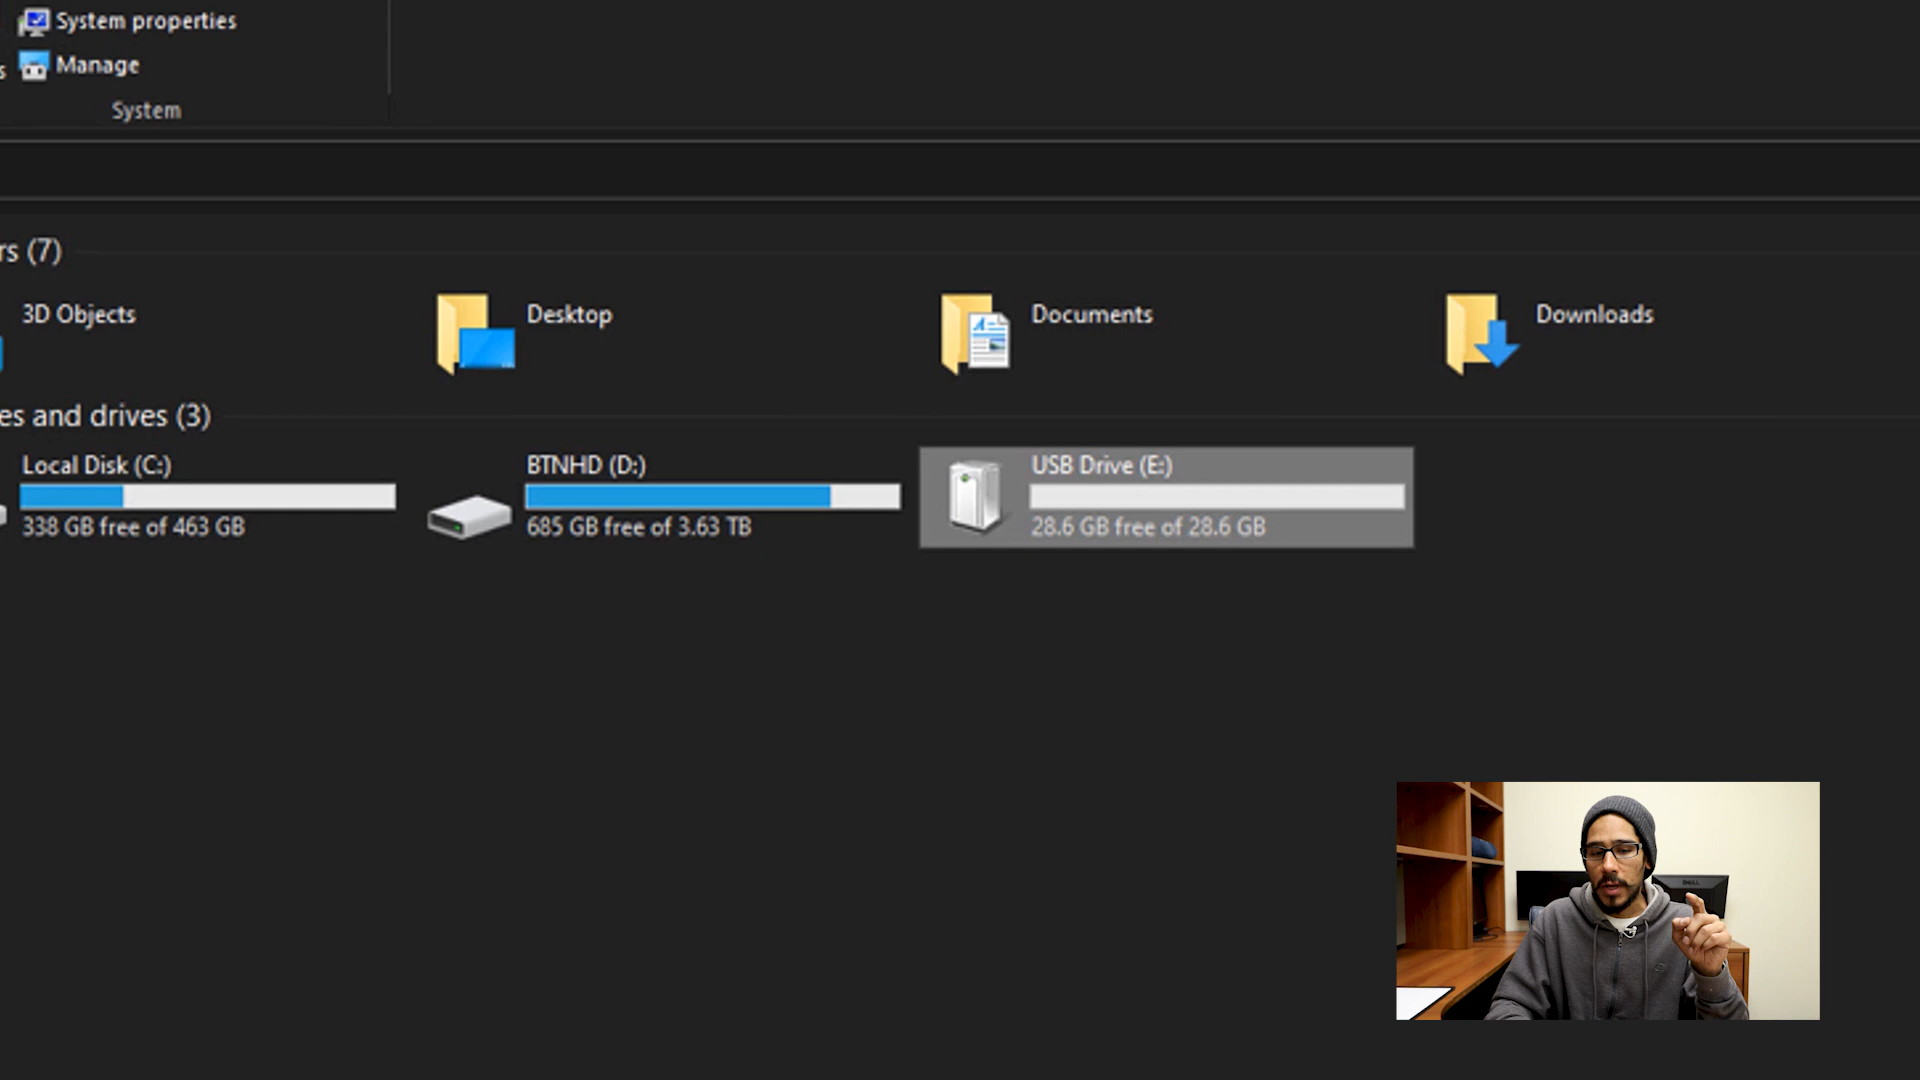 System properties
s Manage
System
rs (7)
3D Objects
Desktop
Documents
Downloads
es and drives (3)
Local Disk (C:)
338 GB free of 463 GB
BTNHD (D:)
685 GB free of 3.63 TB
USB Drive (E:)
28.6 GB free of 28.6 GB
DELL